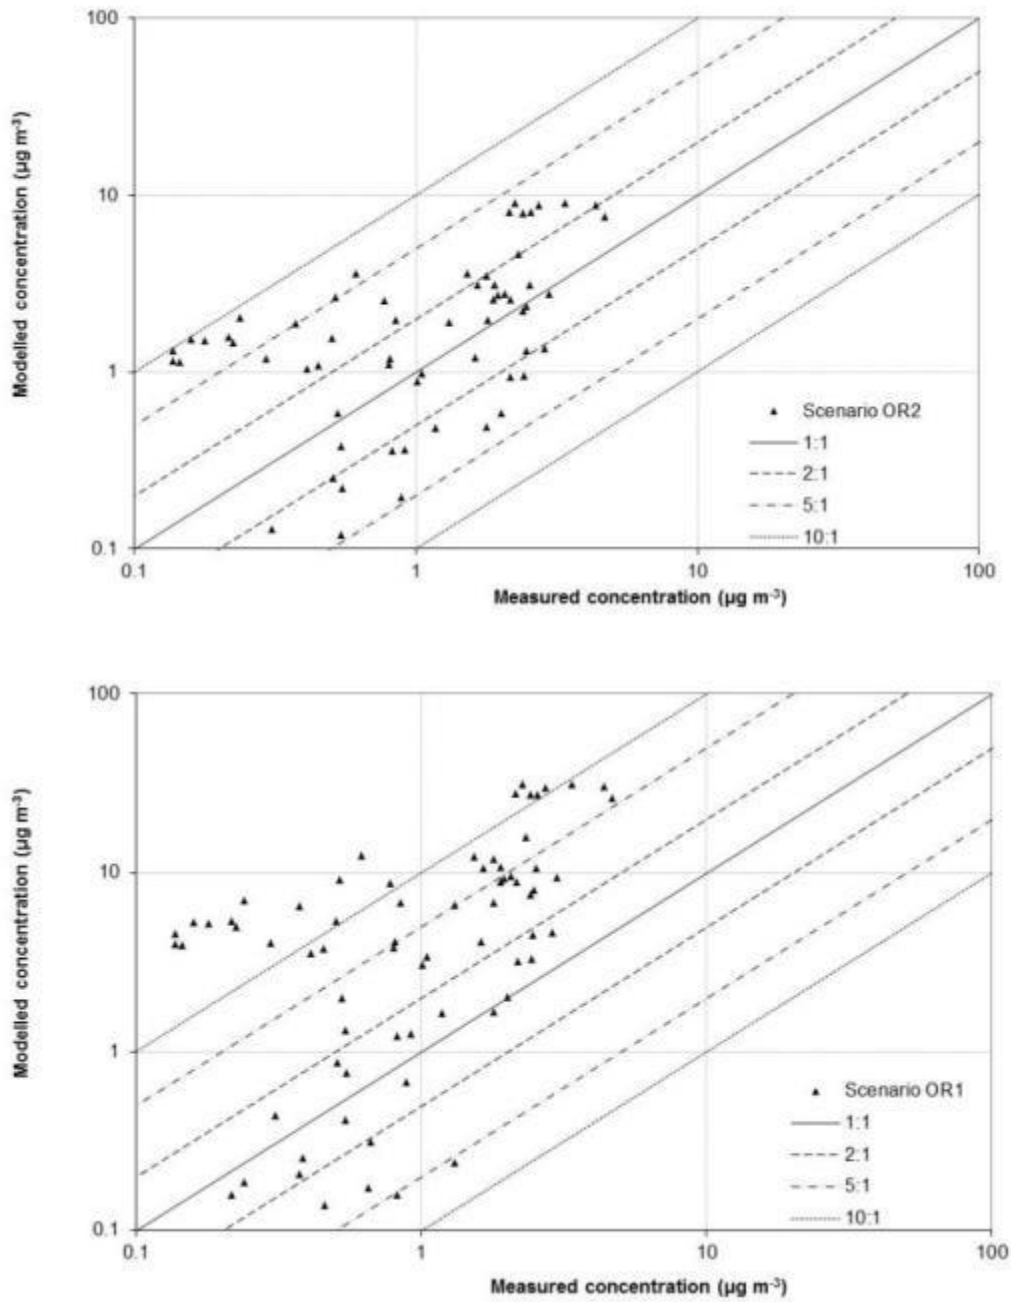 100
10
1
0.1
Modelled concentration (µg m⁻³)
Scenario OR2
1:1
2:1
5:1
10:1
0.1 1 10 100
Measured concentration (µg m⁻³)
100
10
1
0.1
Modelled concentration (µg m⁻³)
Scenario OR1
1:1
2:1
5:1
10:1
0.1 1 10 100
Measured concentration (µg m⁻³)